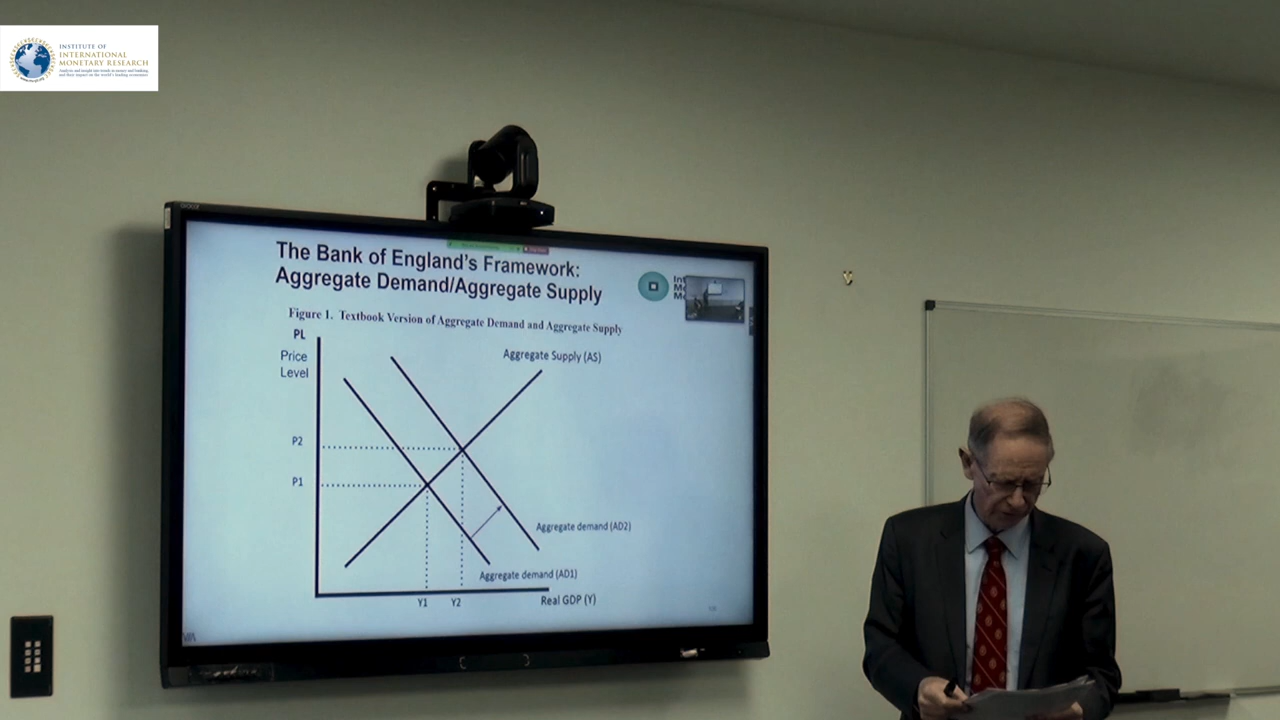 INSTITUTE OF
INTERNATIONAL
MONETARY RESEARCH
The Bank of England's Framework:
Aggregate Demand/Aggregate Supply
Figure 1. Textbook Version of Aggregate Demand and Aggregate Supply
PL
Price
Level
Aggregate Supply (AS)
P2
P1
Aggregate demand (AD2)
Aggregate demand (AD1)
Y1
Y2
Real GDP (Y)